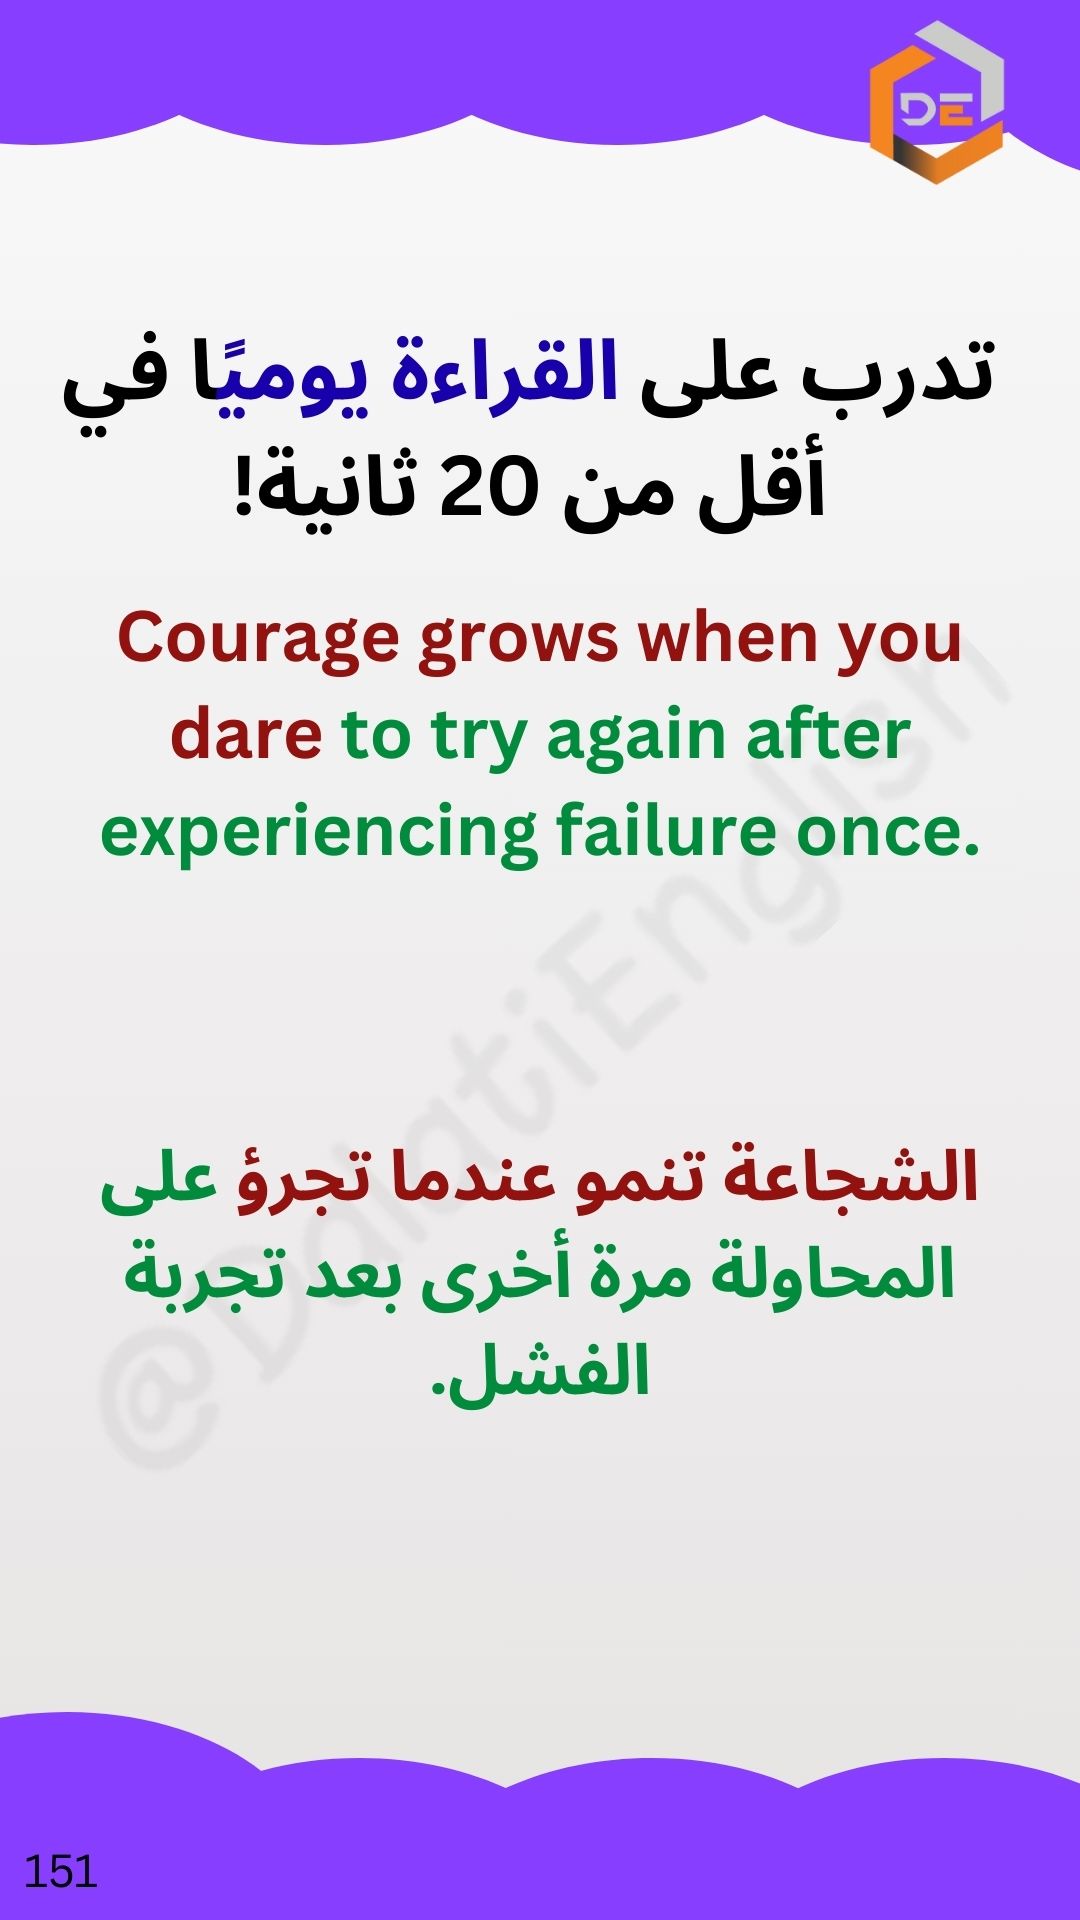 DE
تدرب على القراءة يوميًا في
أقل من 20 ثانية!
Courage grows when you
dare to try again after
experiencing failure once.
الشجاعة تنمو عندما تجرؤ على
المحاولة مرة أخرى بعد تجربة
الفشل.
@DalatiEnglish
151